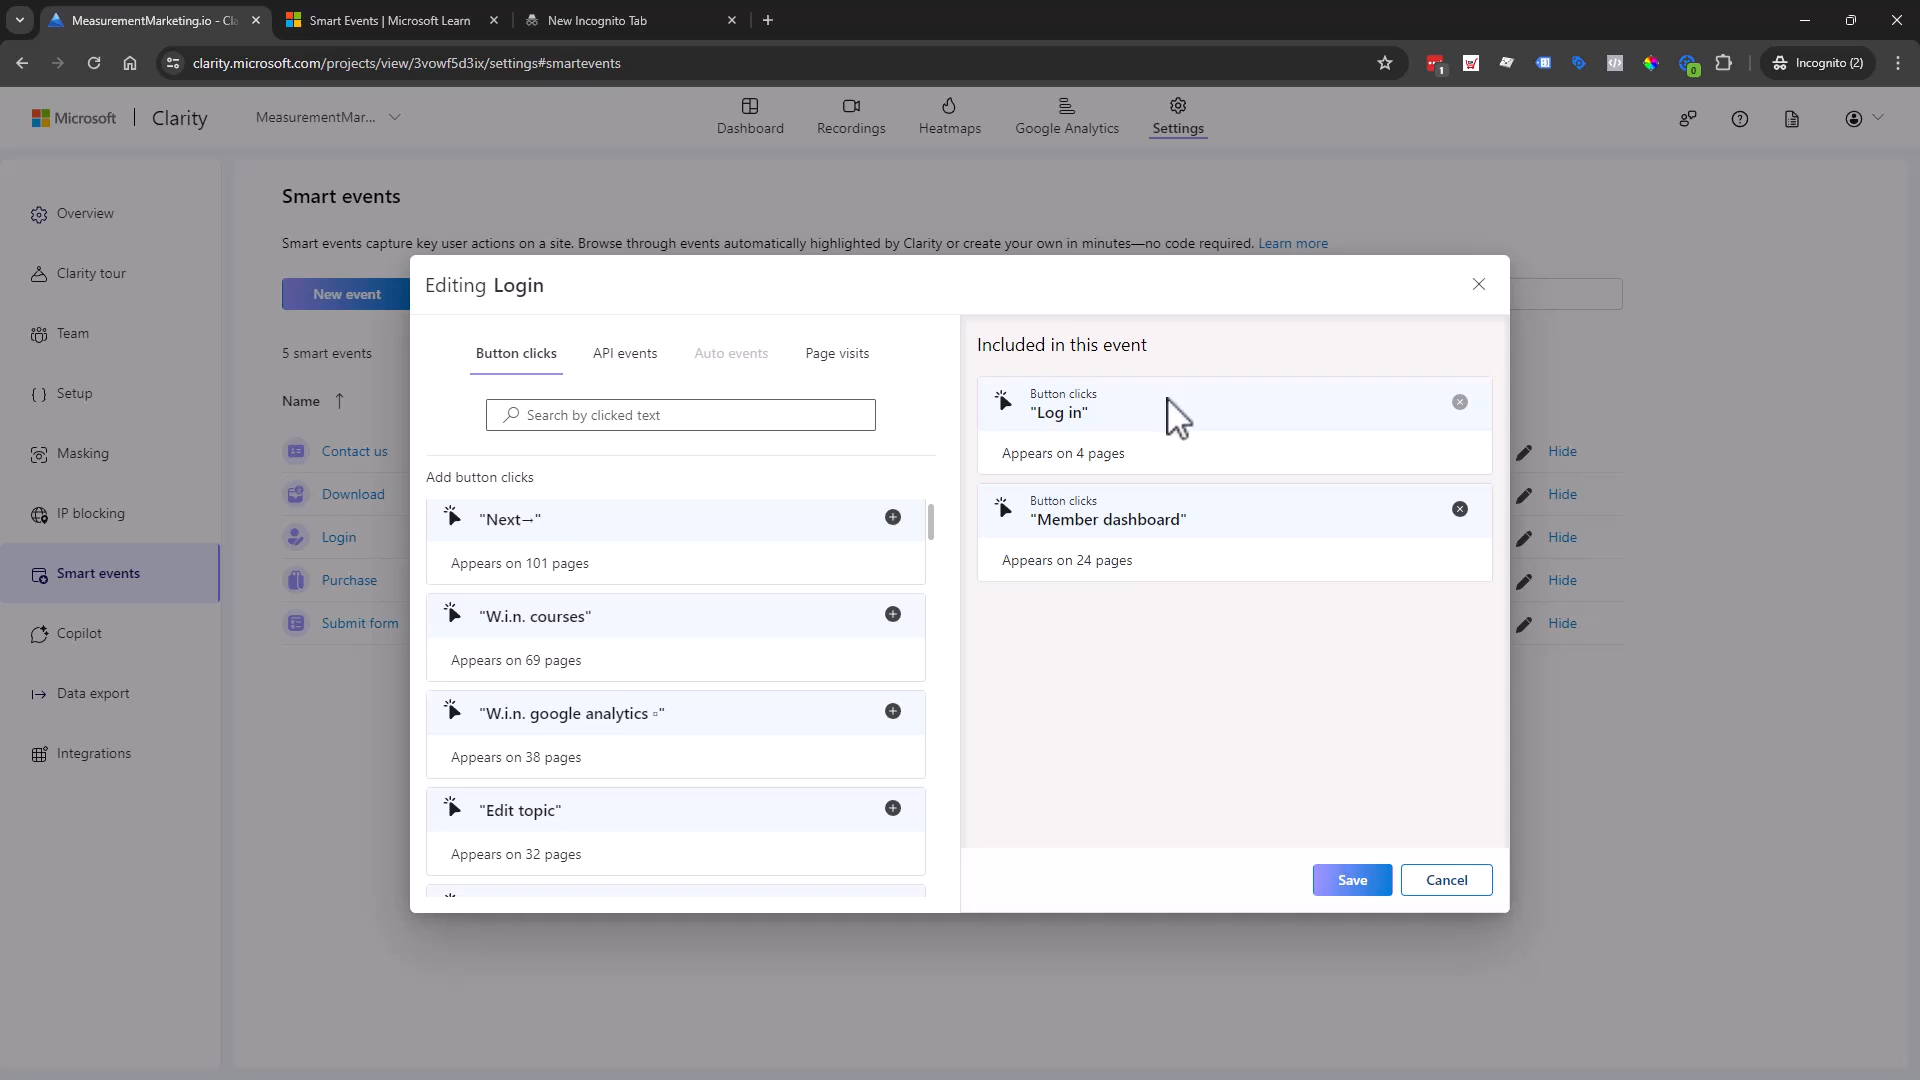 MeasurementMarketing.io - Cla
Smart Events | Microsoft Learn
New Incognito Tab
clarity.microsoft.com/projects/view/3vowf5d3ix/settings#smartevents
1
0
Incognito (2)
Microsoft
Clarity
MeasurementMar...
Dashboard
Recordings
Heatmaps
Google Analytics
Settings
Overview
Clarity tour
Team
Setup
Masking
IP blocking
Smart events
Copilot
Data export
Integrations
Smart events
Smart events capture key user actions on a site. Browse through events automatically highlighted by Clarity or create your own in minutes—no code required. Learn more
New event
5 smart events
Name
Contact us
Hide
Download
Hide
Login
Hide
Purchase
Hide
Submit form
Hide
Editing Login
Button clicks
API events
Auto events
Page visits
Search by clicked text
Add button clicks
"Next→"
Appears on 101 pages
"W.i.n. courses"
Appears on 69 pages
"W.i.n. google analytics ▫"
Appears on 38 pages
"Edit topic"
Appears on 32 pages
Included in this event
Button clicks
"Log in"
Appears on 4 pages
Button clicks
"Member dashboard"
Appears on 24 pages
Save
Cancel